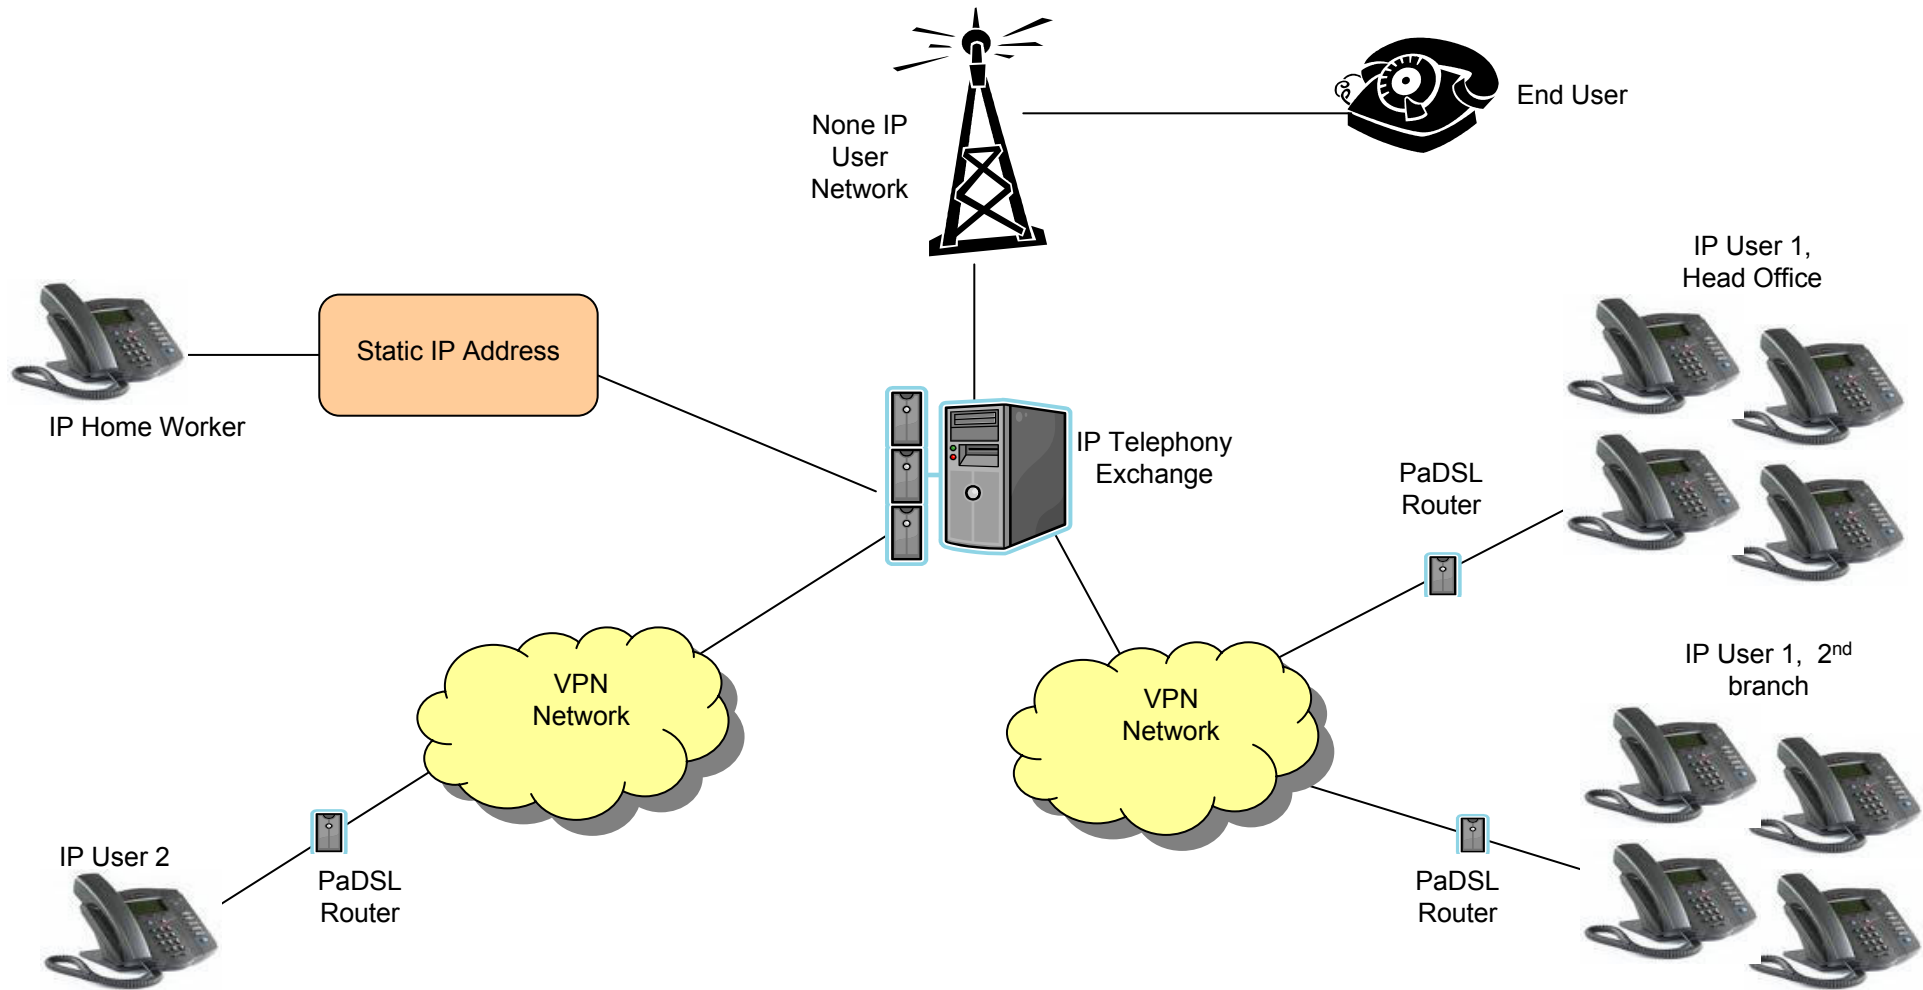 End User
None IP
User
Network
IP User 1,
Head Office
Static IP Address
IP Home Worker
IP Telephony
Exchange
PaDSL
Router
VPN
Network
VPN
Network
IP User 1, 2nd
branch
IP User 2
PaDSL
Router
PaDSL
Router